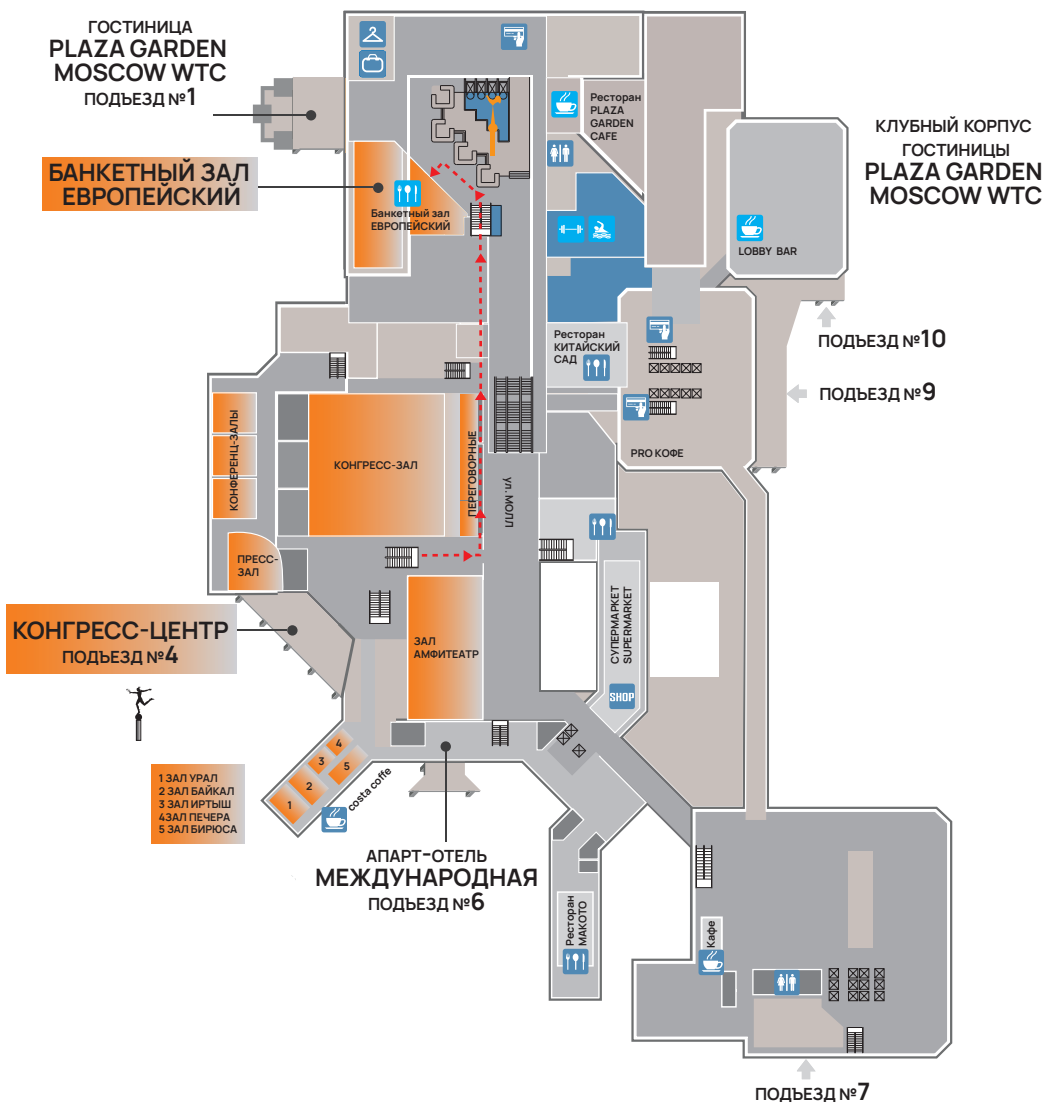 ГОСТИНИЦА
PLAZA GARDEN
MOSCOW WTC
ПОДЪЕЗД №1
БАНКЕТНЫЙ ЗАЛ
ЕВРОПЕЙСКИЙ
Банкетный зал
ЕВРОПЕЙСКИЙ
Ресторан
PLAZA
GARDEN
CAFE
КЛУБНЫЙ КОРПУС
ГОСТИНИЦЫ
PLAZA GARDEN
MOSCOW WTC
LOBBY BAR
ПОДЪЕЗД №10
ПОДЪЕЗД №9
Ресторан
КИТАЙСКИЙ
САД
PRO КОФЕ
КОНФЕРЕНЦ-ЗАЛЫ
КОНГРЕСС-ЗАЛ
ПЕРЕГОВОРНЫЕ
ул. МОЛЛ
ПРЕСС-
ЗАЛ
КОНГРЕСС-ЦЕНТР
ПОДЪЕЗД №4
ЗАЛ
АМФИТЕАТР
СУПЕРМАРКЕТ
SUPERMARKET
SHOP
1
2
3
4
5
costa coffe
1 ЗАЛ УРАЛ
2 ЗАЛ БАЙКАЛ
3 ЗАЛ ИРТЫШ
4ЗАЛ ПЕЧЕРА
5 ЗАЛ БИРЮСА
АПАРТ-ОТЕЛЬ
МЕЖДУНАРОДНАЯ
ПОДЪЕЗД №6
Ресторан
МАКОТО
Кафе
ПОДЪЕЗД №7